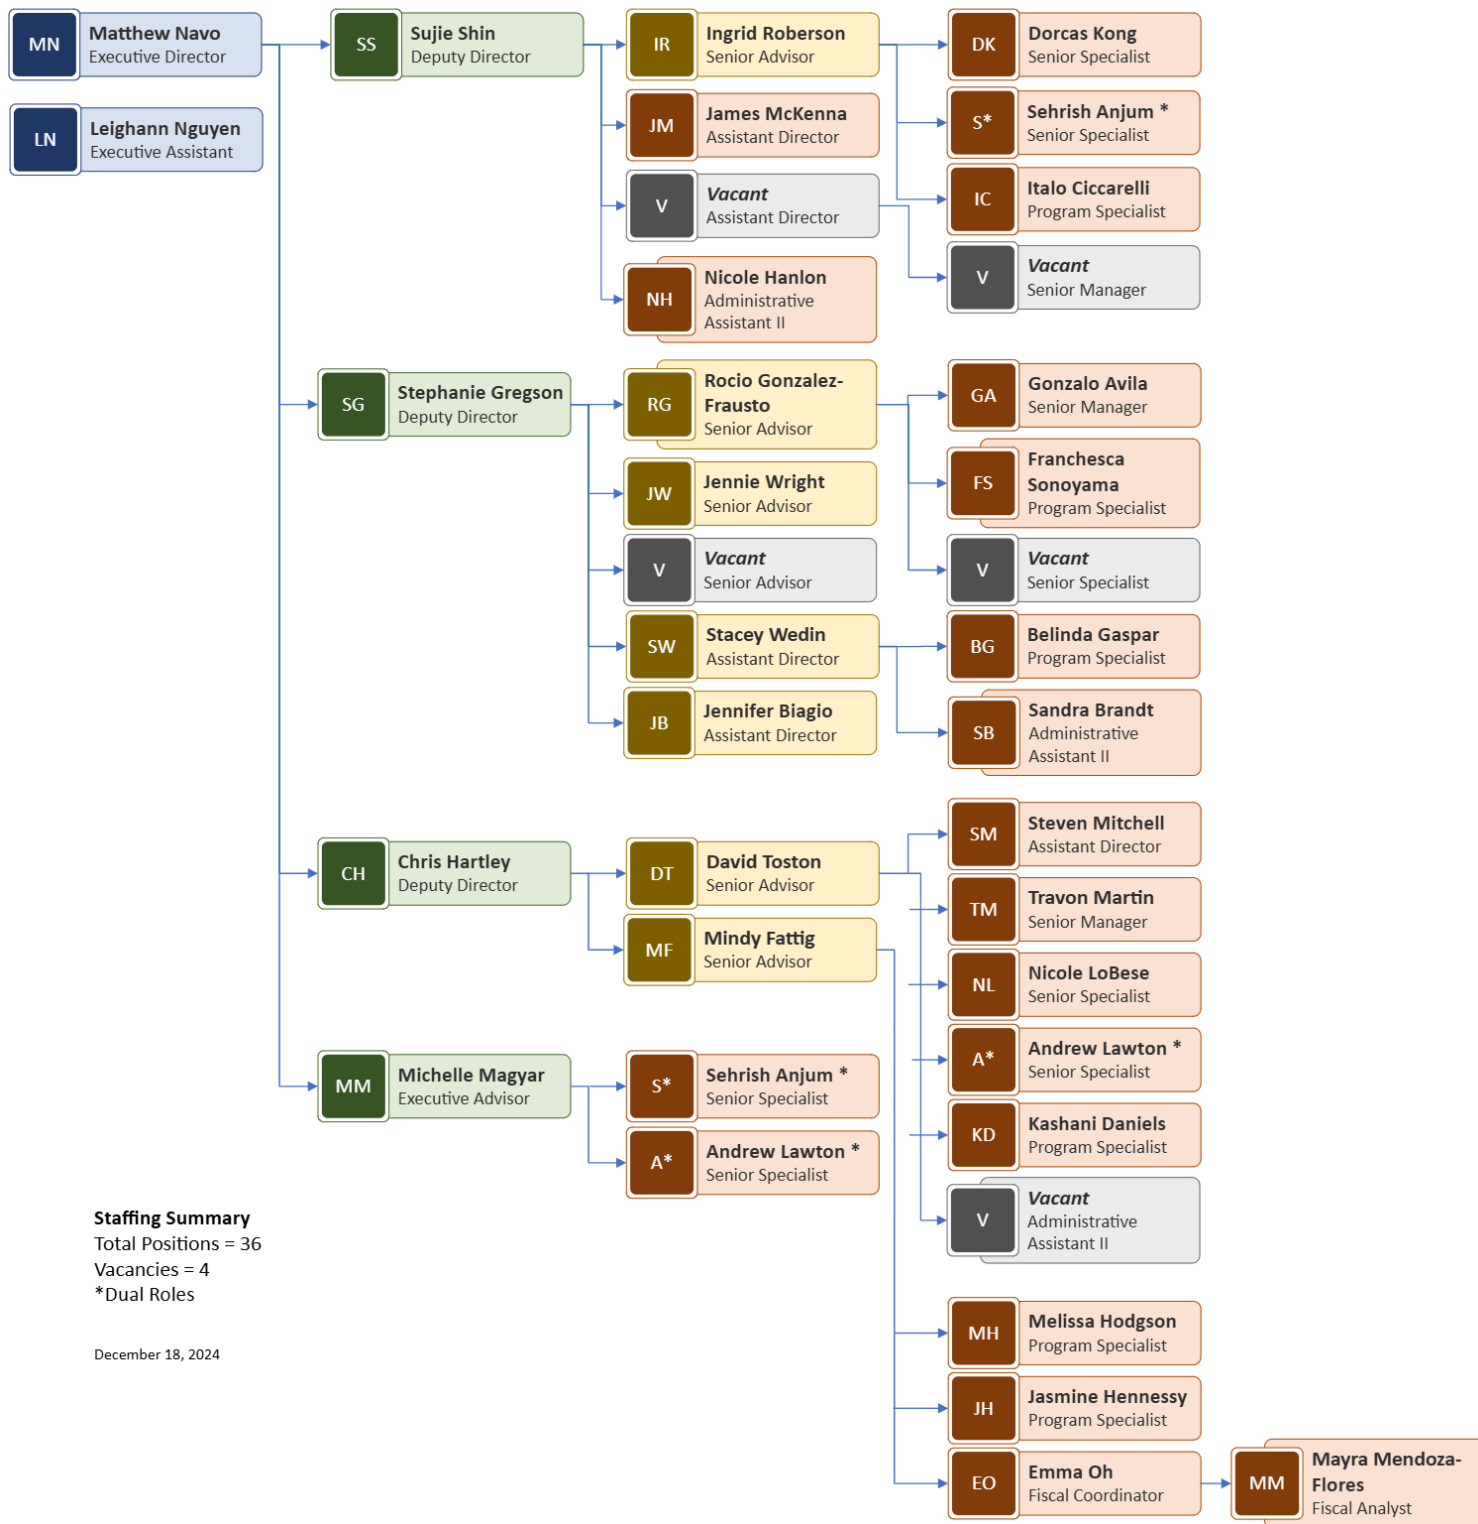 MN
Matthew Navo
Executive Director
LN
Leighann Nguyen
Executive Assistant
SS
Sujie Shin
Deputy Director
IR
Ingrid Roberson
Senior Advisor
DK
Dorcas Kong
Senior Specialist
S*
Sehrish Anjum *
Senior Specialist
IC
Italo Ciccarelli
Program Specialist
JM
James McKenna
Assistant Director
V
Vacant
Assistant Director
V
Vacant
Senior Manager
NH
Nicole Hanlon
Administrative
Assistant II
SG
Stephanie Gregson
Deputy Director
RG
Rocio Gonzalez-
Frausto
Senior Advisor
GA
Gonzalo Avila
Senior Manager
FS
Franchesca
Sonoyama
Program Specialist
V
Vacant
Senior Specialist
JW
Jennie Wright
Senior Advisor
V
Vacant
Senior Advisor
SW
Stacey Wedin
Assistant Director
BG
Belinda Gaspar
Program Specialist
SB
Sandra Brandt
Administrative
Assistant II
JB
Jennifer Biagio
Assistant Director
CH
Chris Hartley
Deputy Director
DT
David Toston
Senior Advisor
SM
Steven Mitchell
Assistant Director
TM
Travon Martin
Senior Manager
NL
Nicole LoBese
Senior Specialist
A*
Andrew Lawton *
Senior Specialist
KD
Kashani Daniels
Program Specialist
V
Vacant
Administrative
Assistant II
MF
Mindy Fattig
Senior Advisor
MH
Melissa Hodgson
Program Specialist
JH
Jasmine Hennessy
Program Specialist
EO
Emma Oh
Fiscal Coordinator
MM
Mayra Mendoza-
Flores
Fiscal Analyst
MM
Michelle Magyar
Executive Advisor
S*
Sehrish Anjum *
Senior Specialist
A*
Andrew Lawton *
Senior Specialist
Staffing Summary
Total Positions = 36
Vacancies = 4
*Dual Roles
December 18, 2024